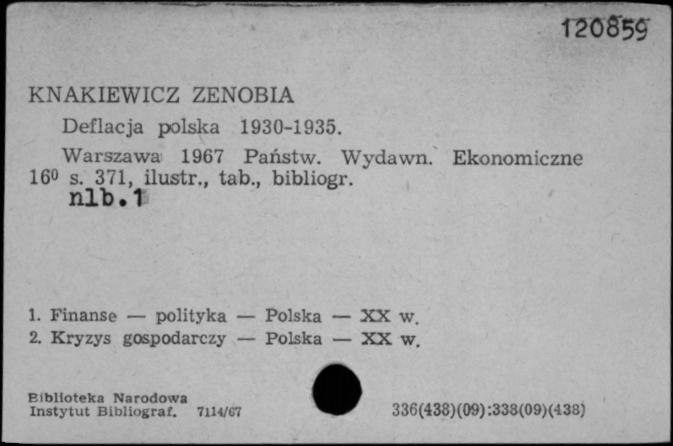 120859
KNAKIEWICZ ZENOBIA
Deflacja polska 1930-1935.
Warszawa 1967 Państw. Wydawn. Ekonomiczne
16⁰ s. 371, ilustr., tab., bibliogr.
nlb.1
1. Finanse — polityka — Polska — XX w.
2. Kryzys gospodarczy — Polska — XX w.
Biblioteka Narodowa
Instytut Bibliograf. 7114/67
336(438)(09):338(09)(438)